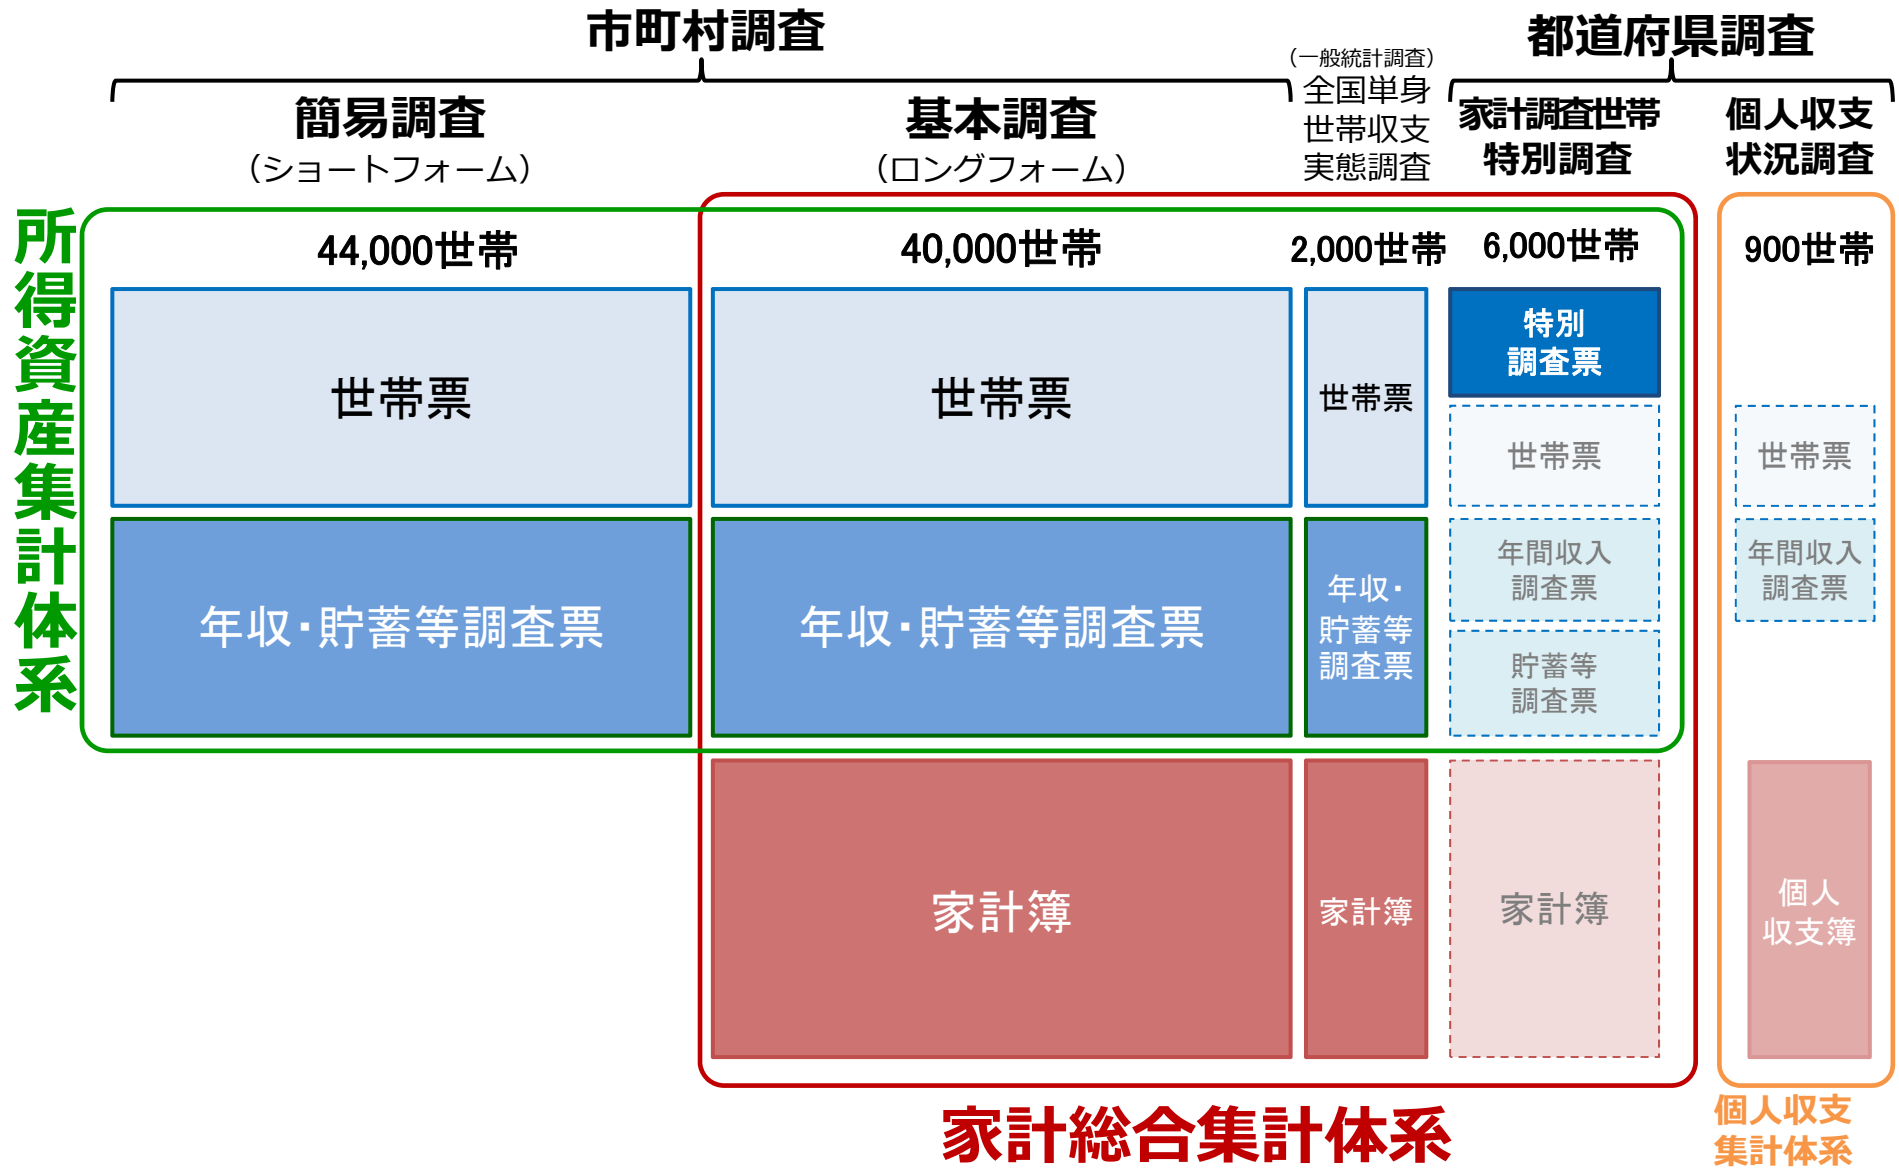 市町村調査
都道府県調査
簡易調査
(ショートフォーム)
基本調査
(ロングフォーム)
(一般統計調査)
全国単身
世帯収支
実態調査
家計調査世帯
特別調査
個人収支
状況調査
所得資産集計体系
44,000世帯
40,000世帯
2,000世帯
6,000世帯
900世帯
世帯票
世帯票
世帯票
特別
調査票
世帯票
世帯票
年収・貯蓄等調査票
年収・貯蓄等調査票
年収・
貯蓄等
調査票
年間収入
調査票
年間収入
調査票
貯蓄等
調査票
家計簿
家計簿
家計簿
個人
収支簿
家計総合集計体系
個人収支
集計体系